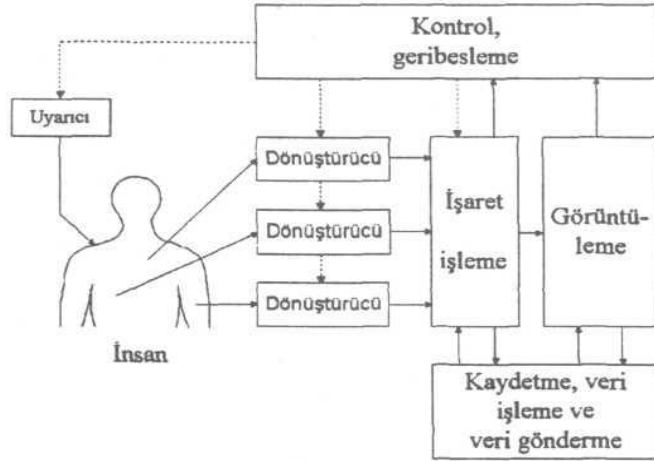 Kontrol,
geribesleme
Uyarıcı
Dönüştürücü
İşaret
işleme
Görüntü-
leme
Dönüştürücü
Dönüştürücü
İnsan
Kaydetme, veri
işleme ve
veri gönderme